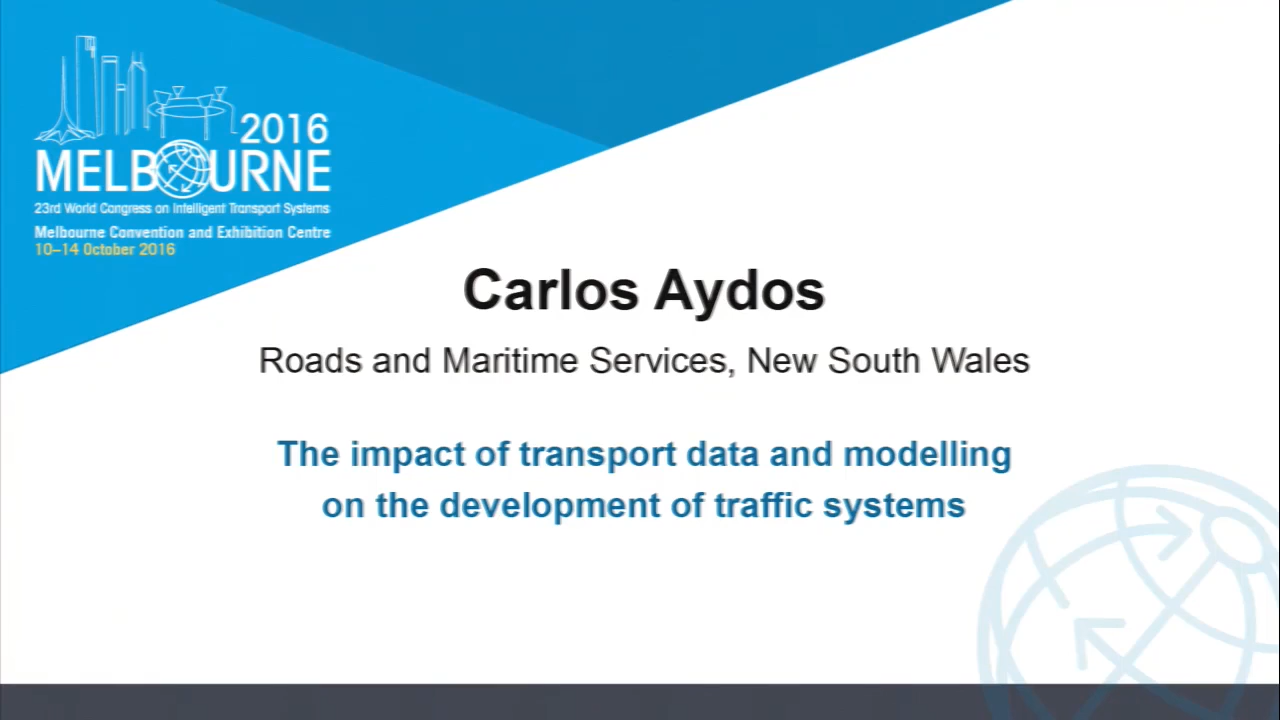 2016
MELBOURNE
23rd World Congress on Intelligent Transport Systems
Melbourne Convention and Exhibition Centre
10–14 October 2016
Carlos Aydos
Roads and Maritime Services, New South Wales
The impact of transport data and modelling
on the development of traffic systems